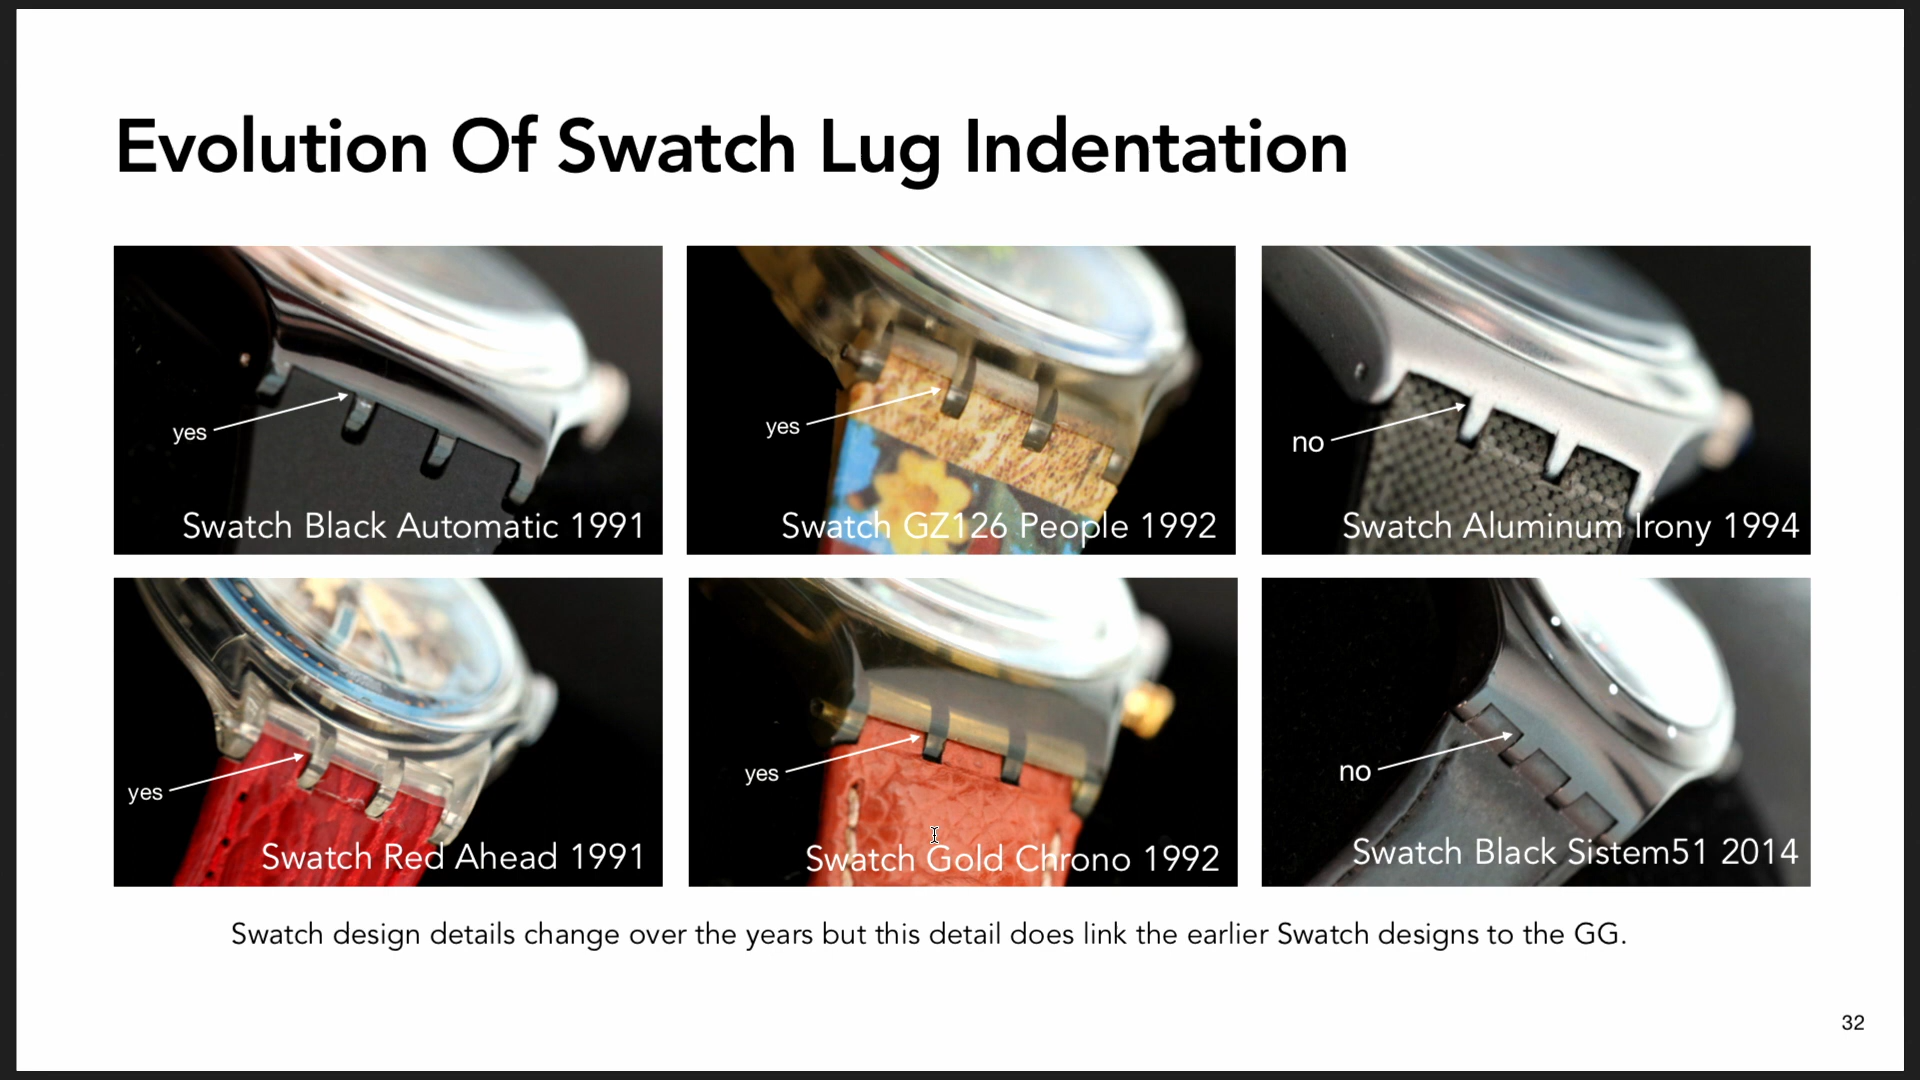 Evolution Of Swatch Lug Indentation
yes
Swatch Black Automatic 1991
yes
Swatch GZ126 People 1992
no
Swatch Aluminum Irony 1994
yes
Swatch Red Ahead 1991
yes
Swatch Gold Chrono 1992
no
Swatch Black Sistem51 2014
Swatch design details change over the years but this detail does link the earlier Swatch designs to the GG.
32